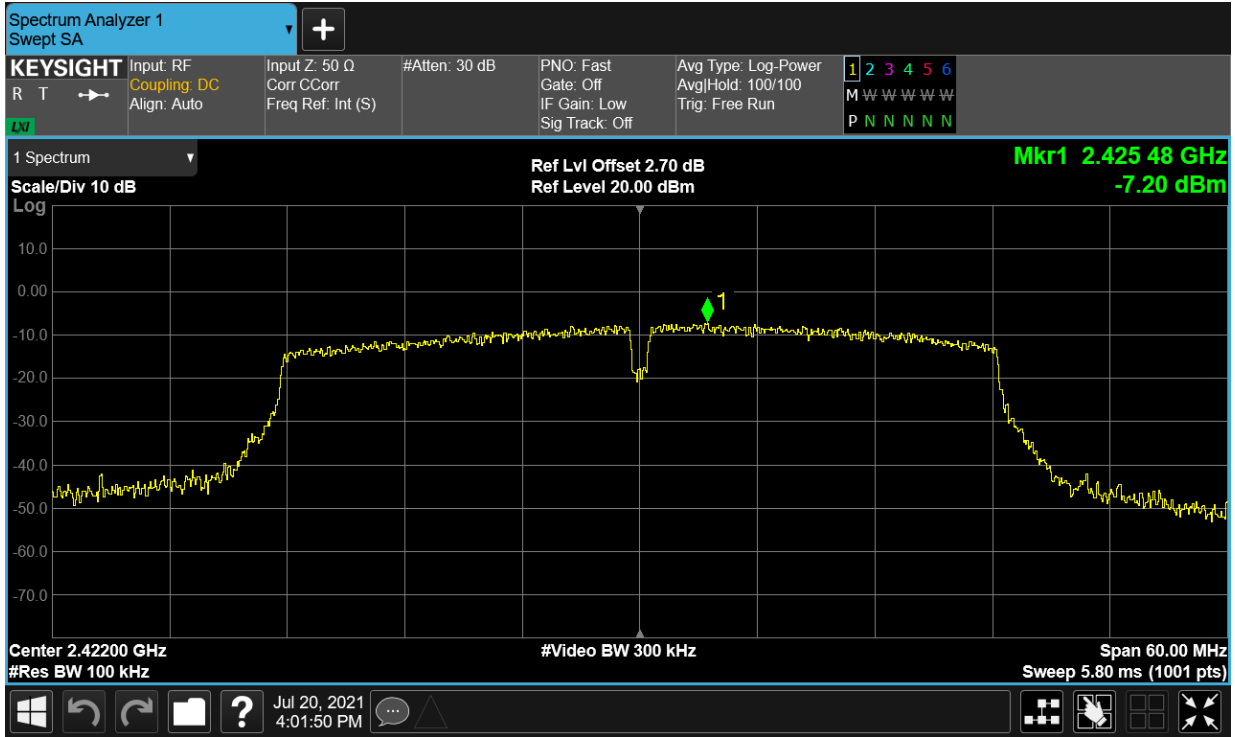 Spectrum Analyzer 1
Swept SA
KEYSIGHT
R T
LXI
Input: RF
Coupling: DC
Align: Auto
Input Z: 50 Ω
Corr CCorr
Freq Ref: Int (S)
#Atten: 30 dB
PNO: Fast
Gate: Off
IF Gain: Low
Sig Track: Off
Avg Type: Log-Power
Avg|Hold: 100/100
Trig: Free Run
1 2 3 4 5 6
M W W W W W
P N N N N N
1 Spectrum
Scale/Div 10 dB
Log
Ref Lvl Offset 2.70 dB
Ref Level 20.00 dBm
Mkr1 2.425 48 GHz
-7.20 dBm
10.0
0.00
1
-10.0
-20.0
-30.0
-40.0
-50.0
-60.0
-70.0
Center 2.42200 GHz
#Video BW 300 kHz
Span 60.00 MHz
#Res BW 100 kHz
Sweep 5.80 ms (1001 pts)
?
Jul 20, 2021
4:01:50 PM